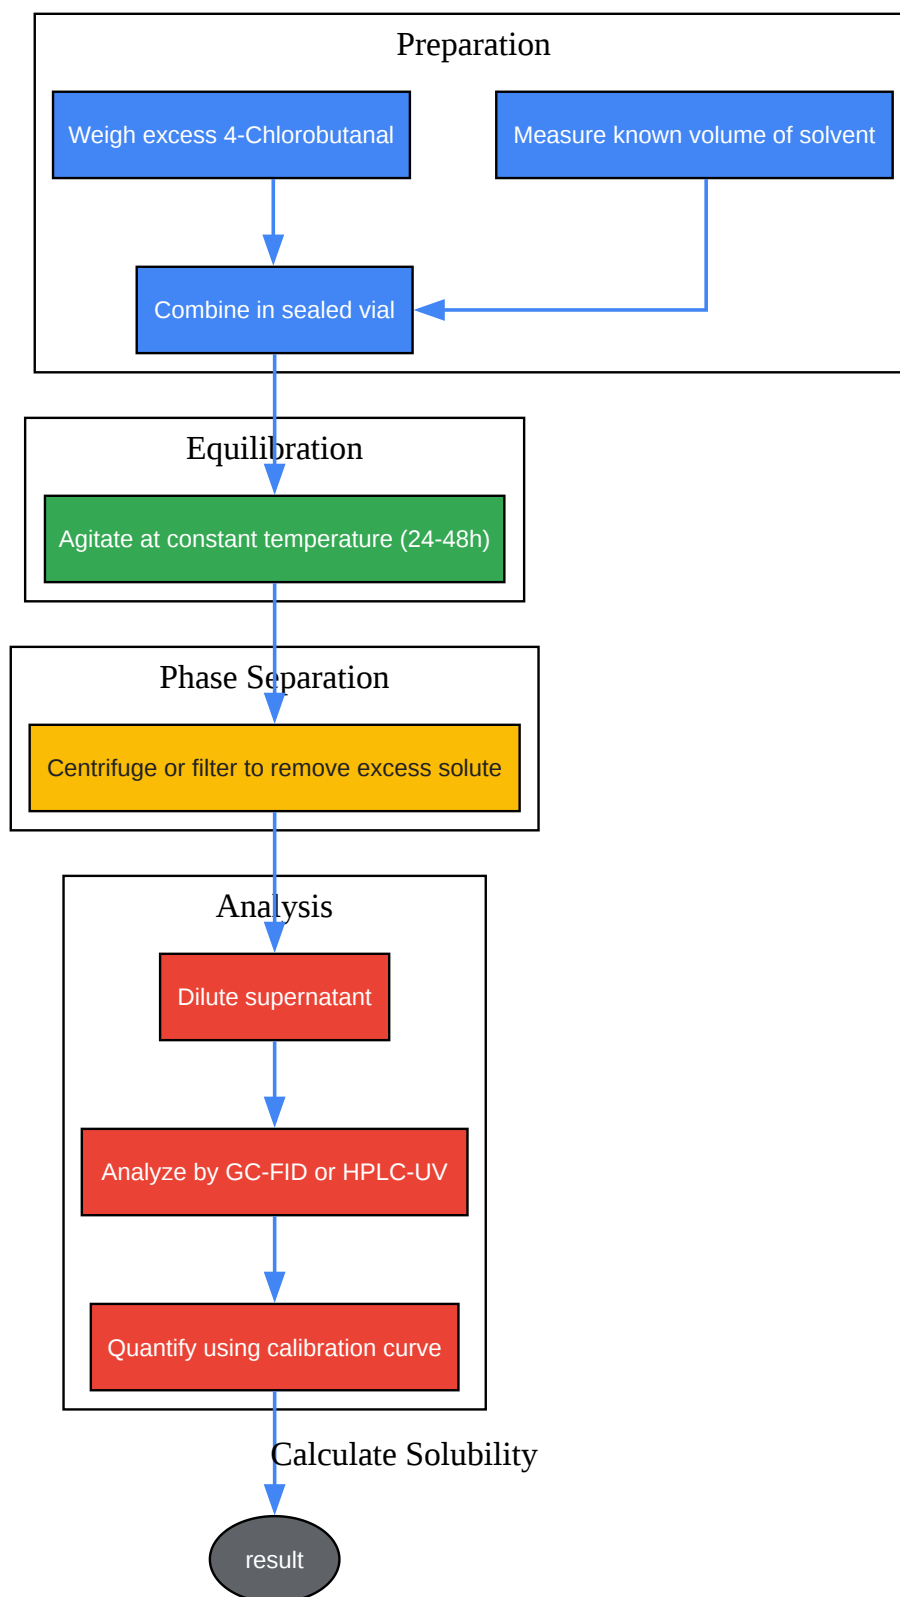 Preparation
Weigh excess 4-Chlorobutanal
Measure known volume of solvent
Combine in sealed vial
Equilibration
Agitate at constant temperature (24-48h)
Phase Separation
Centrifuge or filter to remove excess solute
Analysis
Dilute supernatant
Analyze by GC-FID or HPLC-UV
Quantify using calibration curve
Calculate Solubility
result